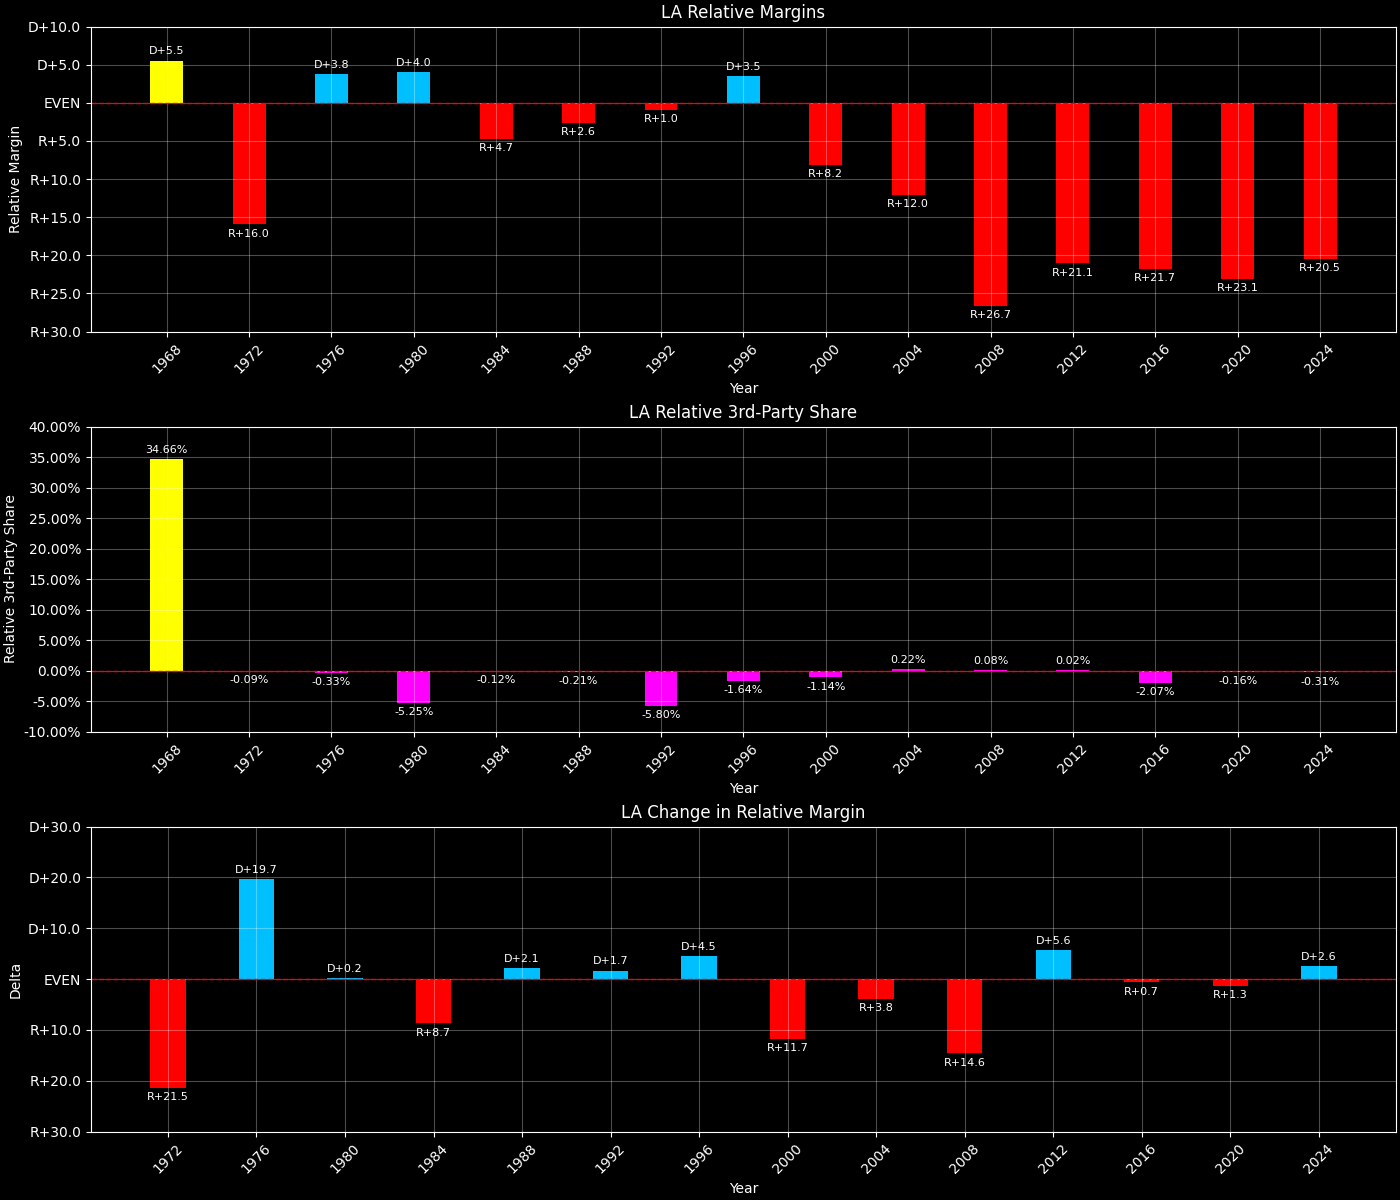 LA Relative Margins
Relative Margin
D+10.0
D+5.0
EVEN
R+5.0
R+10.0
R+15.0
R+20.0
R+25.0
R+30.0
D+5.5
R+16.0
D+3.8
D+4.0
R+4.7
R+2.6
R+1.0
D+3.5
R+8.2
R+12.0
R+26.7
R+21.1
R+21.7
R+23.1
R+20.5
1968 1972 1976 1980 1984 1988 1992 1996 2000 2004 2008 2012 2016 2020 2024
Year
LA Relative 3rd-Party Share
Relative 3rd-Party Share
40.00%
35.00%
30.00%
25.00%
20.00%
15.00%
10.00%
5.00%
0.00%
-5.00%
-10.00%
34.66%
-0.09%
-0.33%
-5.25%
-0.12%
-0.21%
-5.80%
-1.64%
-1.14%
0.22%
0.08%
0.02%
-2.07%
-0.16%
-0.31%
1968 1972 1976 1980 1984 1988 1992 1996 2000 2004 2008 2012 2016 2020 2024
Year
LA Change in Relative Margin
Delta
D+30.0
D+20.0
D+10.0
EVEN
R+10.0
R+20.0
R+30.0
R+21.5
D+19.7
D+0.2
R+8.7
D+2.1
D+1.7
D+4.5
R+11.7
R+3.8
R+14.6
D+5.6
R+0.7
R+1.3
D+2.6
1972 1976 1980 1984 1988 1992 1996 2000 2004 2008 2012 2016 2020 2024
Year